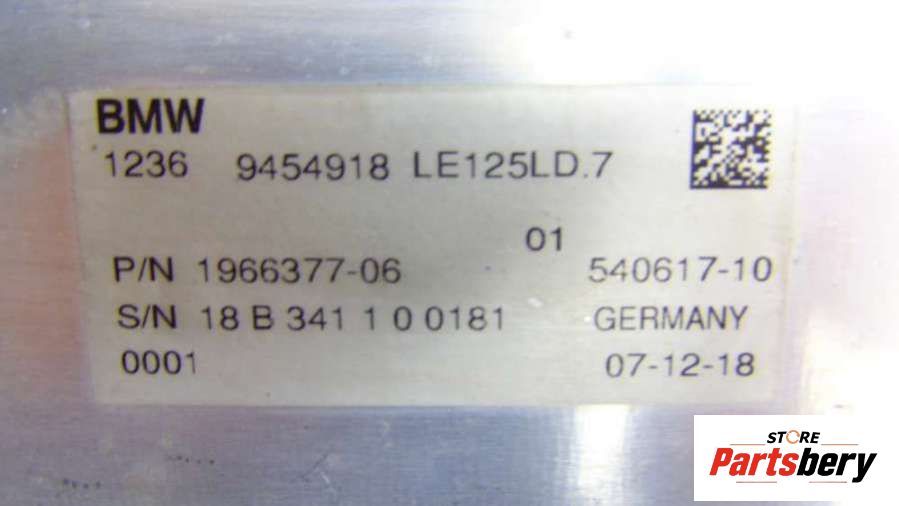 BMW
1236 9454918 LE125LD.7
01
P/N 1966377-06 540617-10
S/N 18 B 341 1 0 0181 GERMANY
0001 07-12-18
STORE
Partsbery